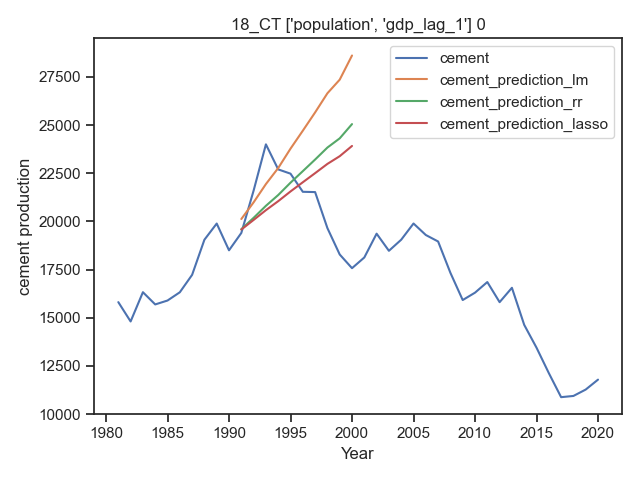 18_CT ['population', 'gdp_lag_1'] 0
cement
cement_prediction_lm
cement_prediction_rr
cement_prediction_lasso
27500
25000
22500
20000
17500
15000
12500
10000
cement production
1980 1985 1990 1995 2000 2005 2010 2015 2020
Year